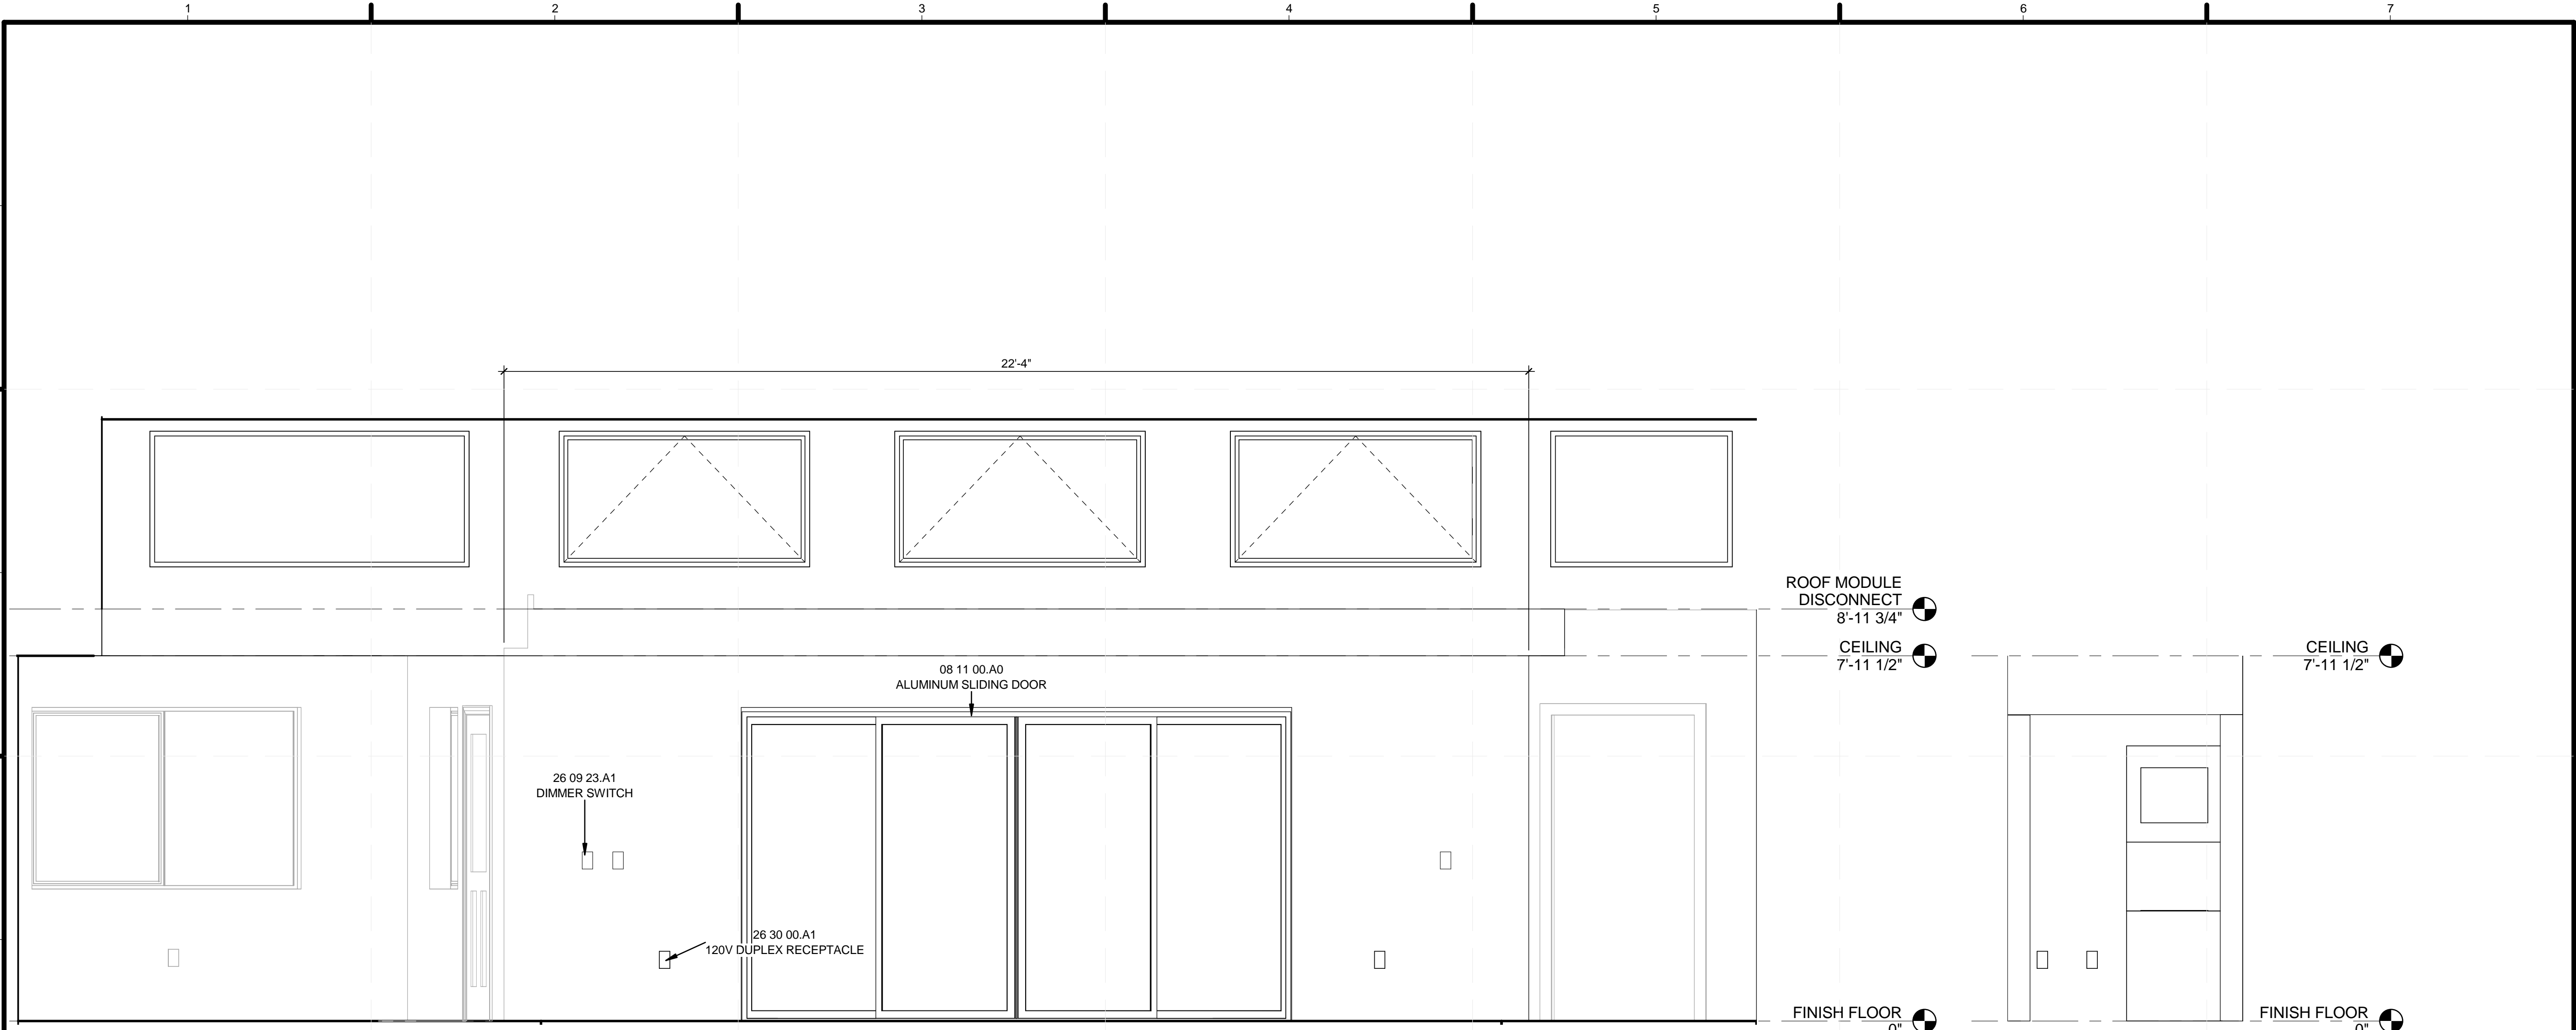 1 2 3 4 5 6 7
22'-4"
ROOF MODULE
DISCONNECT
8'-11 3/4"
CEILING
7'-11 1/2"
CEILING
7'-11 1/2"
08 11 00.A0
ALUMINUM SLIDING DOOR
26 09 23.A1
DIMMER SWITCH
26 30 00.A1
120V DUPLEX RECEPTACLE
FINISH FLOOR
0"
FINISH FLOOR
0"